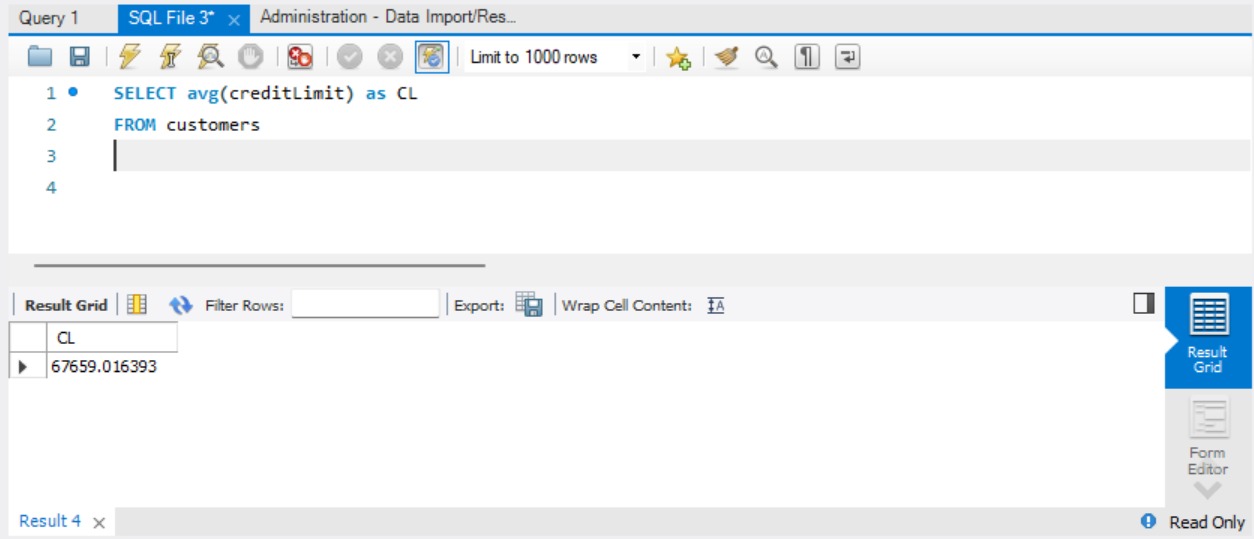 Query 1 SQL File 3* Administration - Data Import/Res...
Limit to 1000 rows
1 SELECT avg(creditLimit) as CL
2 FROM customers
3
4
Result Grid Filter Rows: Export: Wrap Cell Content: IA
CL
67659.016393
Result
Grid
Form
Editor
Result 4 Read Only